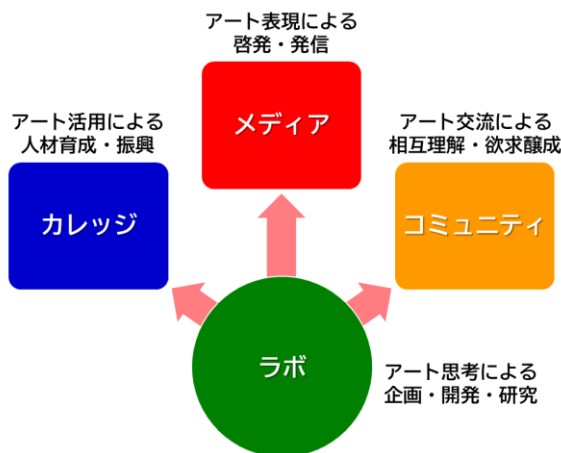 アート表現による
啓発・発信
メディア
アート活用による
人材育成・振興
カレッジ
アート交流による
相互理解・欲求醸成
コミュニティ
ラボ
アート思考による
企画・開発・研究